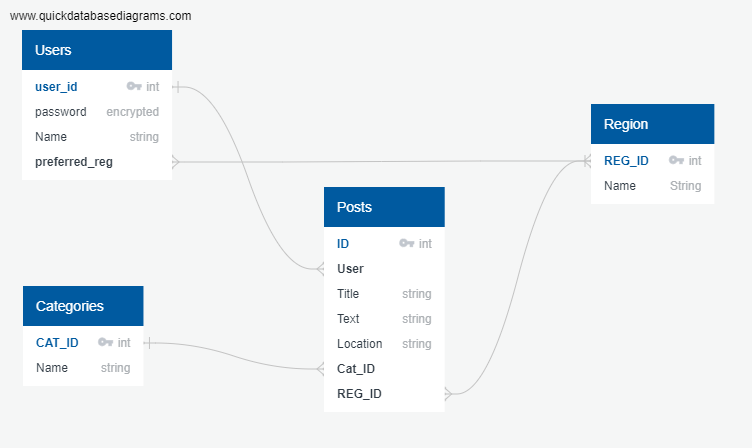 www.quickdatabasediagrams.com
Users
user_id int
password encrypted
Name string
preferred_reg
Region
REG_ID int
Name String
Posts
ID int
User
Title string
Text string
Location string
Cat_ID
REG_ID
Categories
CAT_ID int
Name string